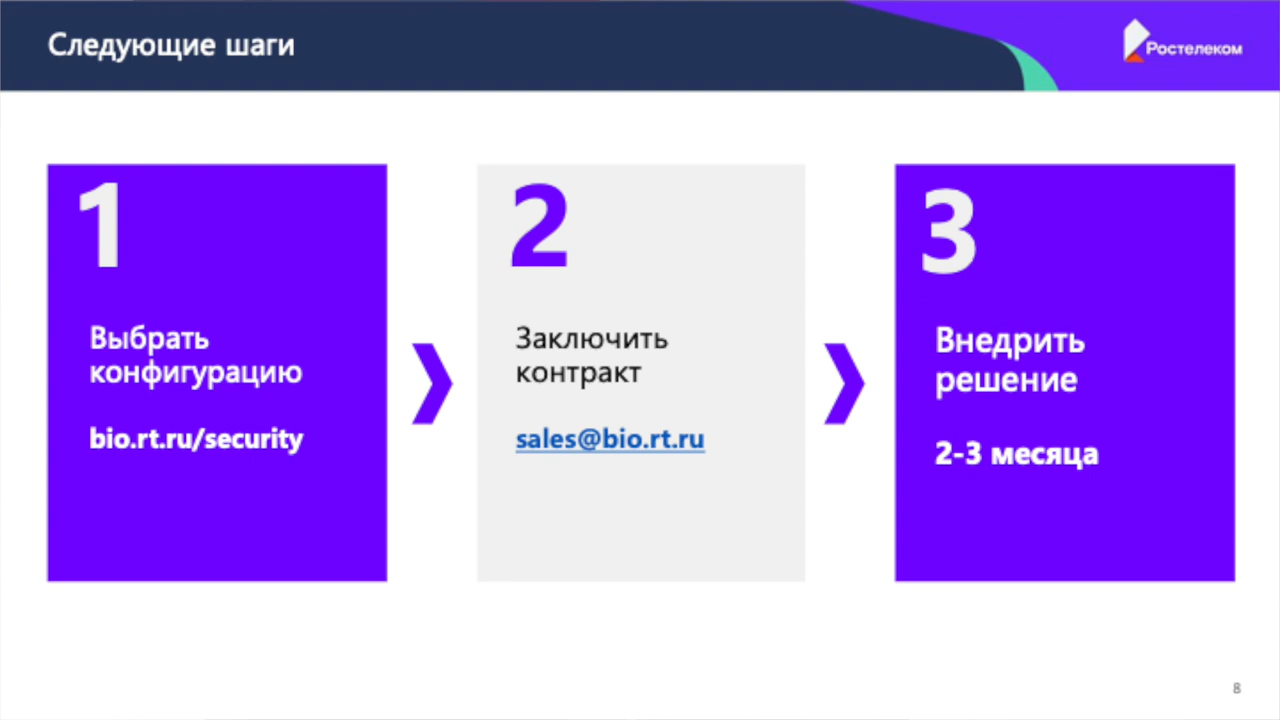 Следующие шаги
Ростелеком
1
Выбрать
конфигурацию
bio.rt.ru/security
2
Заключить
контракт
sales@bio.rt.ru
3
Внедрить
решение
2-3 месяца
8